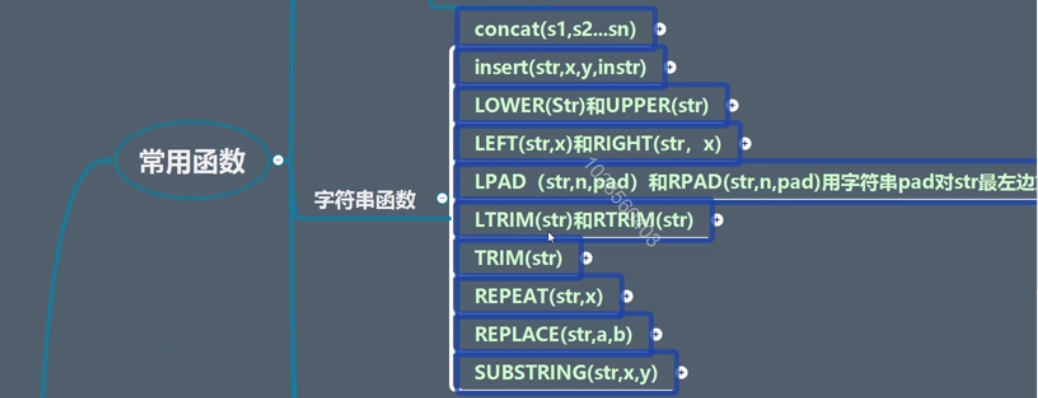 concat(s1,s2...sn)
insert(str,x,y,instr)
LOWER(Str)和UPPER(str)
LEFT(str,x)和RIGHT(str，x)
常用函数
LPAD（str,n,pad）和RPAD(str,n,pad)用字符串pad对str最左边
字符串函数
LTRIM(str)和RTRIM(str)
TRIM(str)
REPEAT(str,x)
REPLACE(str,a,b)
SUBSTRING(str,x,y)